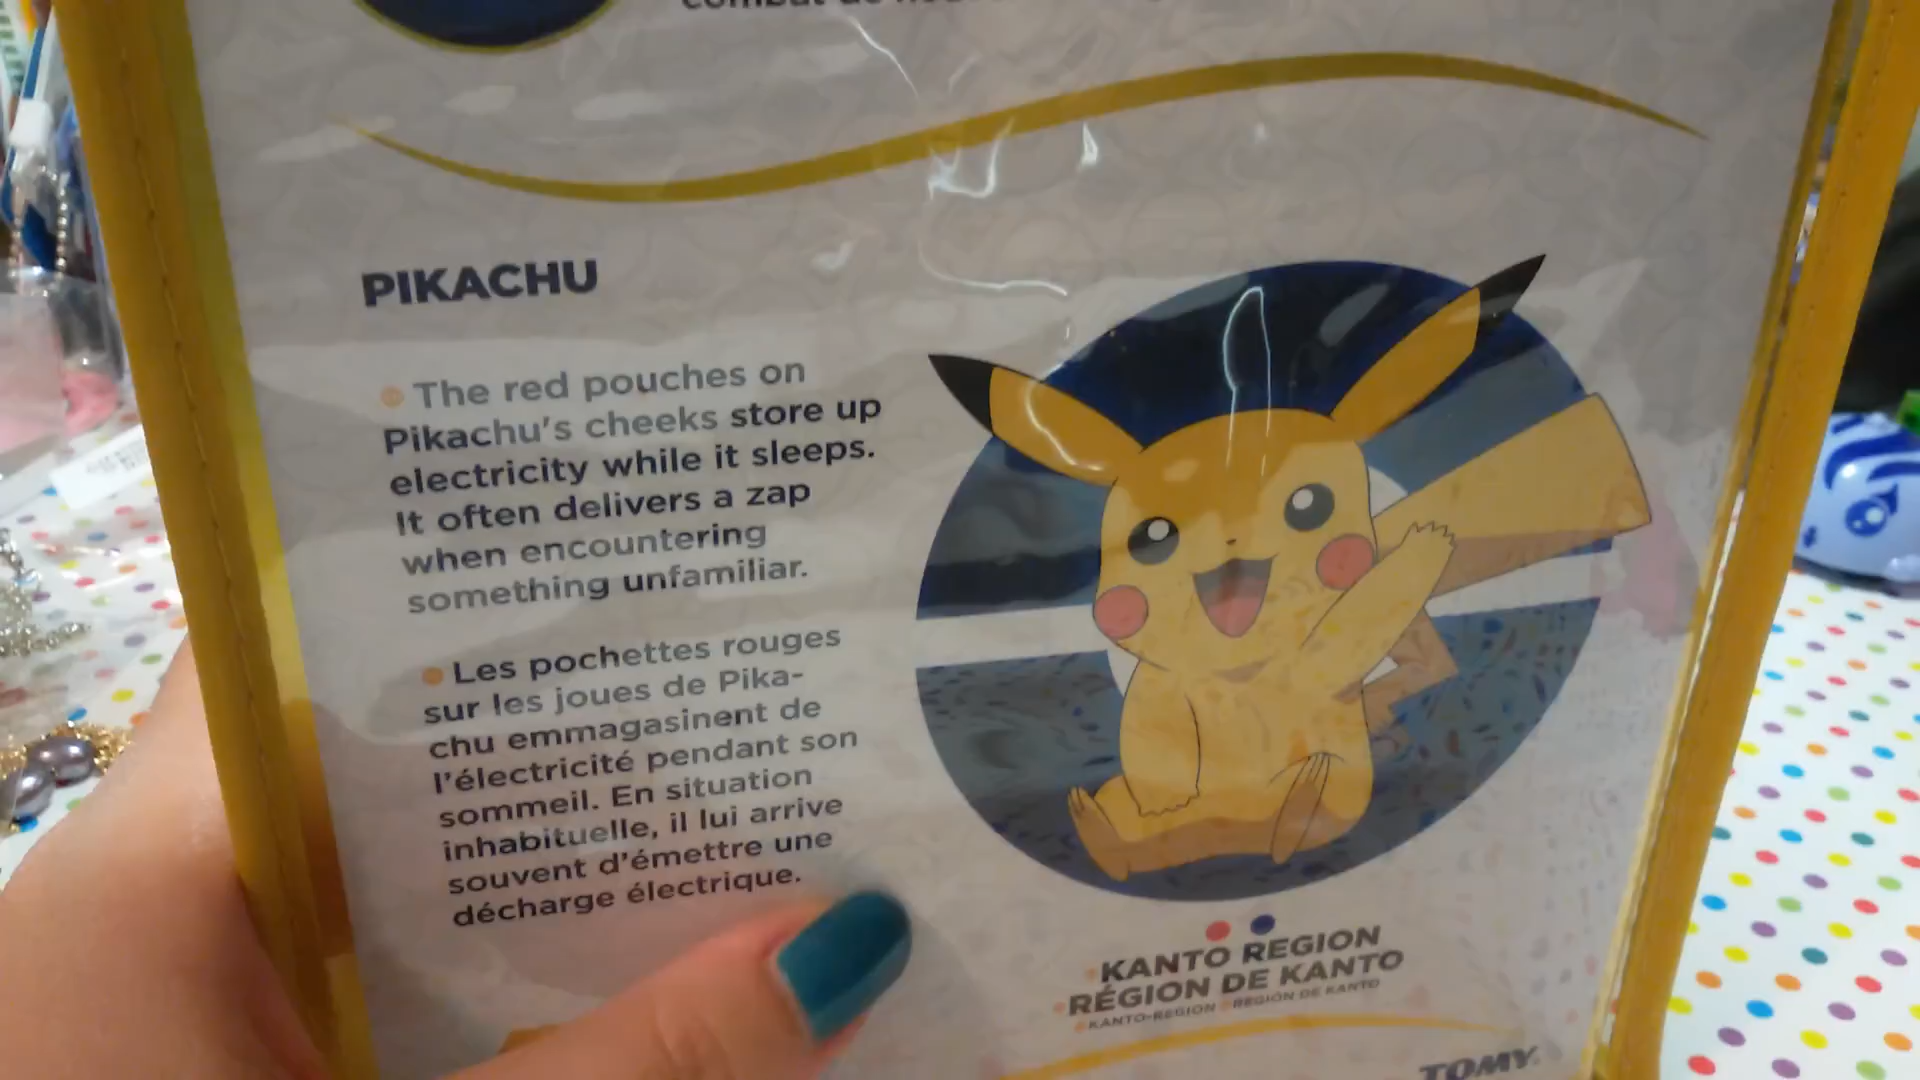 combat de
PIKACHU
The red pouches on
Pikachu's cheeks store up
electricity while it sleeps.
It often delivers a zap
when encountering
something unfamiliar.
Les pochettes rouges
sur les joues de Pika-
chu emmagasinent de
l'électricité pendant son
sommeil. En situation
inhabituelle, il lui arrive
souvent d'émettre une
décharge électrique.
KANTO REGION
RÉGION DE KANTO
KANTO-REGION REGIÓN DE KANTO
TOMY